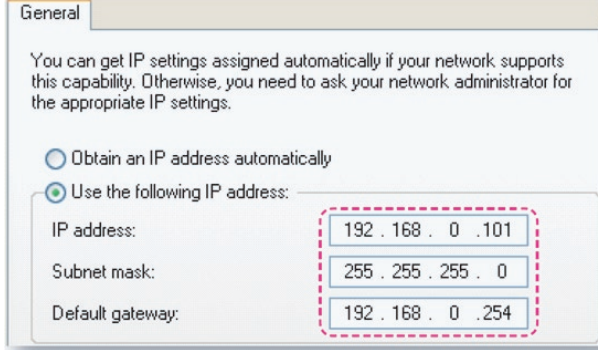 General
You can get IP settings assigned automatically if your network supports
this capability. Otherwise, you need to ask your network administrator for
the appropriate IP settings.
Obtain an IP address automatically
Use the following IP address:
IP address: 192 . 168 . 0 .101
Subnet mask: 255 . 255 . 255 . 0
Default gateway: 192 . 168 . 0 .254